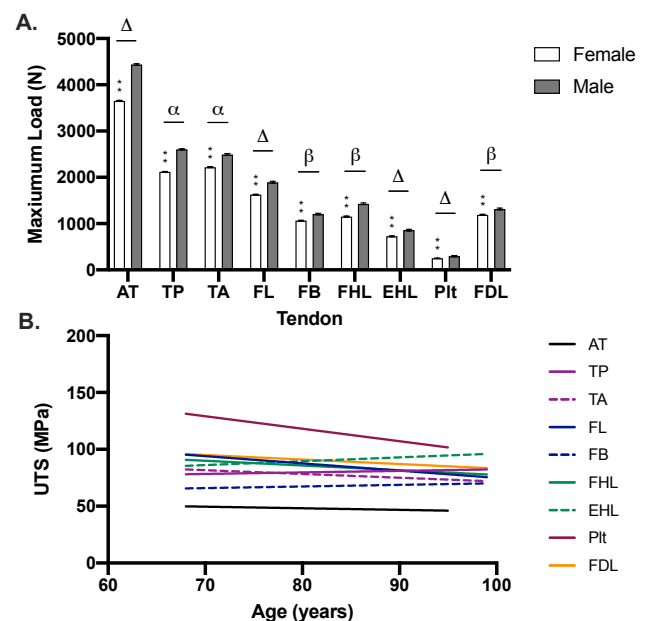 A.
Maxiumum Load (N)
5000
4000
3000
2000
1000
0
Δ
α
α
Δ
β
β
Δ
Δ
β
**
**
**
**
**
**
**
**
**
AT TP TA FL FB FHL EHL Plt FDL
Tendon
Female
Male
B.
UTS (MPa)
200
150
100
50
0
60 70 80 90 100
Age (years)
AT
TP
TA
FL
FB
FHL
EHL
Plt
FDL